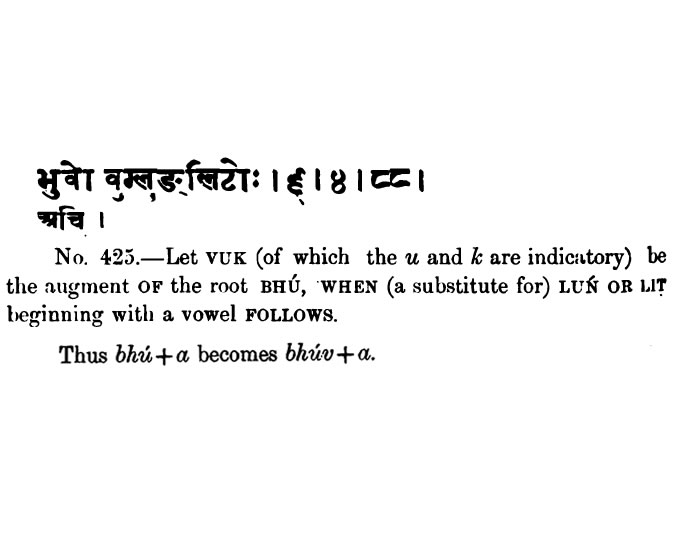 भुवो वुग्लुङ्लिटोः । ६ । ४ । ८८ ।
अचि ।
No. 425.—Let VUK (of which the u and k are indicatory) be
the augment OF the root BHÚ, WHEN (a substitute for) LUŃ OR LIṬ
beginning with a vowel FOLLOWS.
Thus bhú+a becomes bhúv+a.